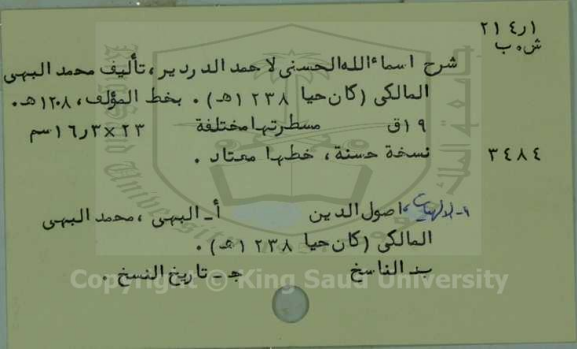 ٢١٤ر١
ش٠ب
شرح اسماء الله الحسنى لاحمد الدردير، تأليف محمد البهى
المالكى (كان حيا ١٢٣٨هـ). بخط المؤلف، ١٢٠٨هـ.
١٩ق مسطرتها مختلفة ٢٣×١٦٫٣سم
٣٤٨٤ نسخة حسنة، خطها معتاد.
اصول الدين أ ـ البهى، محمد البهى
المالكى (كان حيا ١٢٣٨هـ).
ب ـ الناسخ جـ ـ تاريخ النسخ.
Copyright © King Saud University